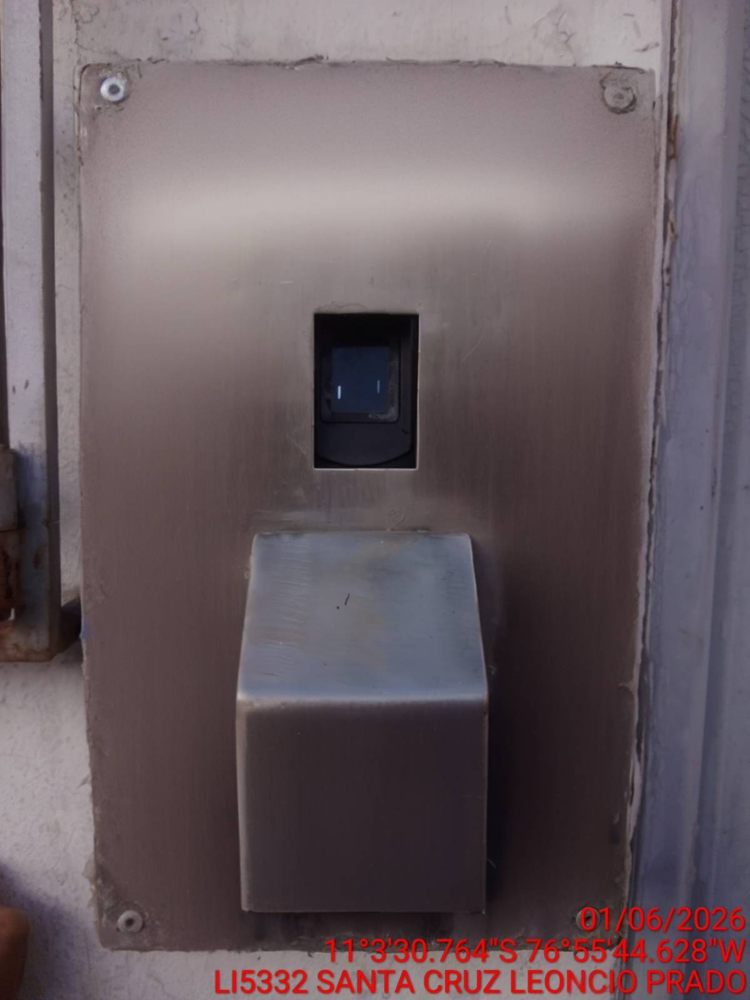 01/06/2026
11°3'30.764"S 76°55'44.628"W
LI5332 SANTA CRUZ LEONCIO PRADO